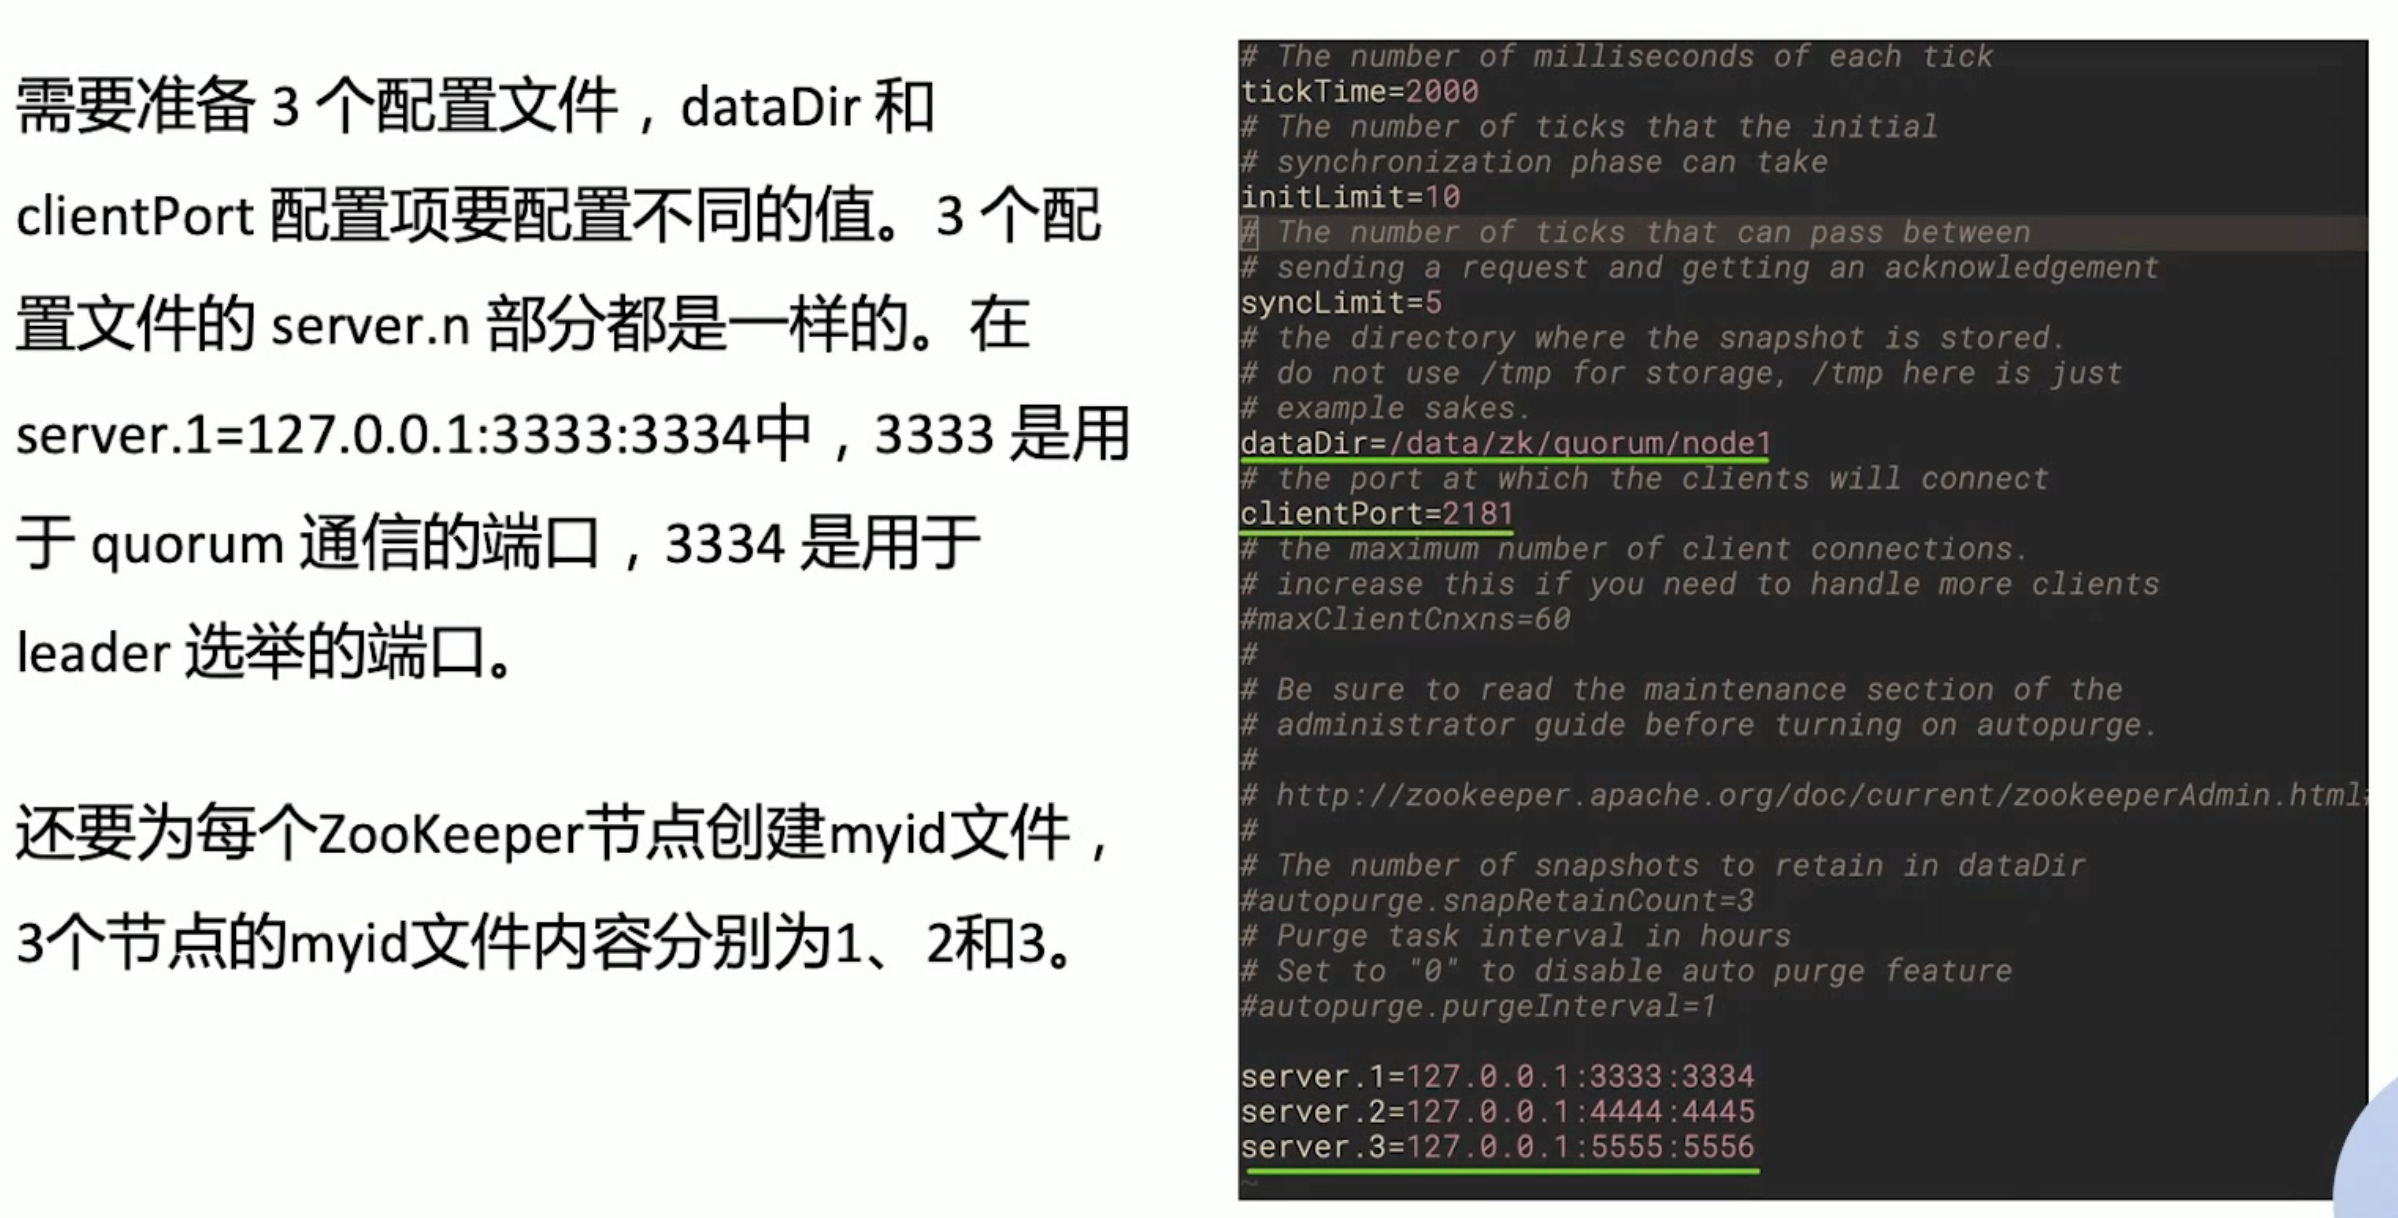 需要准备 3 个配置文件，dataDir 和
clientPort 配置项要配置不同的值。3 个配
置文件的 server.n 部分都是一样的。在
server.1=127.0.0.1:3333:3334中，3333 是用
于 quorum 通信的端口，3334 是用于
leader 选举的端口。
还要为每个ZooKeeper节点创建myid文件，
3个节点的myid文件内容分别为1、2和3。
# The number of milliseconds of each tick
tickTime=2000
# The number of ticks that the initial
# synchronization phase can take
initLimit=10
# The number of ticks that can pass between
# sending a request and getting an acknowledgement
syncLimit=5
# the directory where the snapshot is stored.
# do not use /tmp for storage, /tmp here is just
# example sakes.
dataDir=/data/zk/quorum/node1
# the port at which the clients will connect
clientPort=2181
# the maximum number of client connections.
# increase this if you need to handle more clients
#maxClientCnxns=60
#
# Be sure to read the maintenance section of the
# administrator guide before turning on autopurge.
#
# http://zookeeper.apache.org/doc/current/zookeeperAdmin.html
#
# The number of snapshots to retain in dataDir
#autopurge.snapRetainCount=3
# Purge task interval in hours
# Set to "0" to disable auto purge feature
#autopurge.purgeInterval=1
server.1=127.0.0.1:3333:3334
server.2=127.0.0.1:4444:4445
server.3=127.0.0.1:5555:5556
~